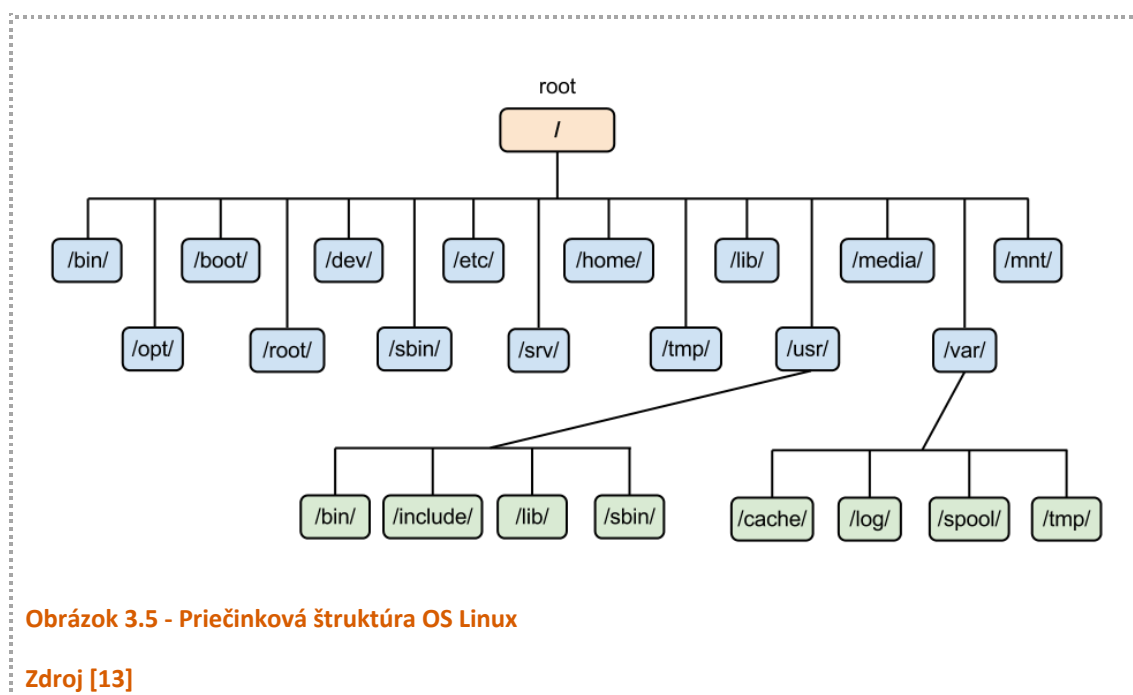 root
/
/bin/ /boot/ /dev/ /etc/ /home/ /lib/ /media/ /mnt/
/opt/ /root/ /sbin/ /srv/ /tmp/ /usr/ /var/
/bin/ /include/ /lib/ /sbin/ /cache/ /log/ /spool/ /tmp/
Obrázok 3.5 - Priečinková štruktúra OS Linux
Zdroj [13]